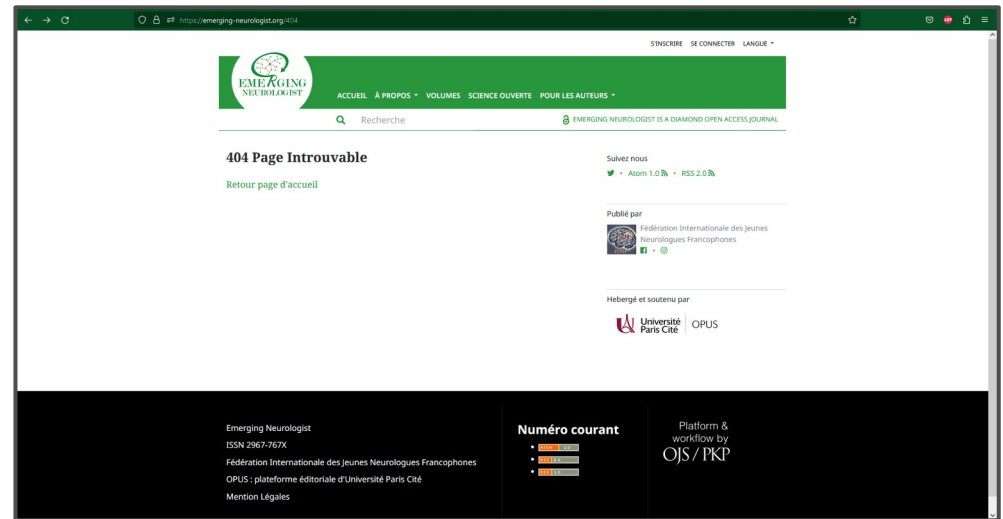 https://emerging-neurologist.org/404
S'INSCRIRE SE CONNECTER LANGUE
EMERGING
NEUROLOGIST
ACCUEIL À PROPOS VOLUMES SCIENCE OUVERTE POUR LES AUTEURS
Recherche
EMERGING NEUROLOGIST IS A DIAMOND OPEN ACCESS JOURNAL
404 Page Introuvable
Retour page d'accueil
Suivez nous
• Atom 1.0 • RSS 2.0
Publié par
Fédération Internationale des Jeunes
Neurologues Francophones
Hebergé et soutenu par
Université
Paris Cité
OPUS
Emerging Neurologist
ISSN 2967-767X
Fédération Internationale des Jeunes Neurologues Francophones
OPUS : plateforme éditoriale d'Université Paris Cité
Mention Légales
Numéro courant
Platform &
workflow by
OJS / PKP